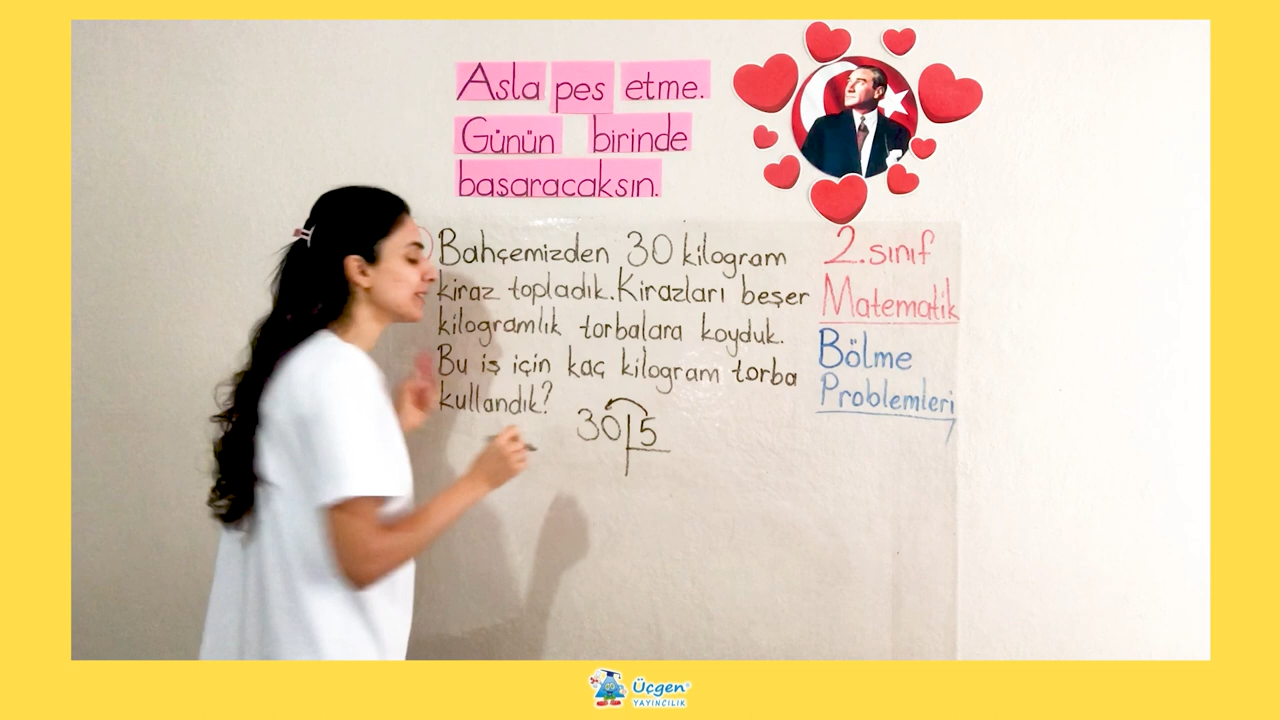 Asla pes etme.
Günün birinde
başaracaksın.
Bahçemizden 30 kilogram
kiraz topladık. Kirazları beşer
kilogramlık torbalara koyduk.
Bu iş için kaç kilogram torba
kullandık?
30 5
2. sınıf
Matematik
Bölme
Problemleri
Üçgen
YAYINCILIK